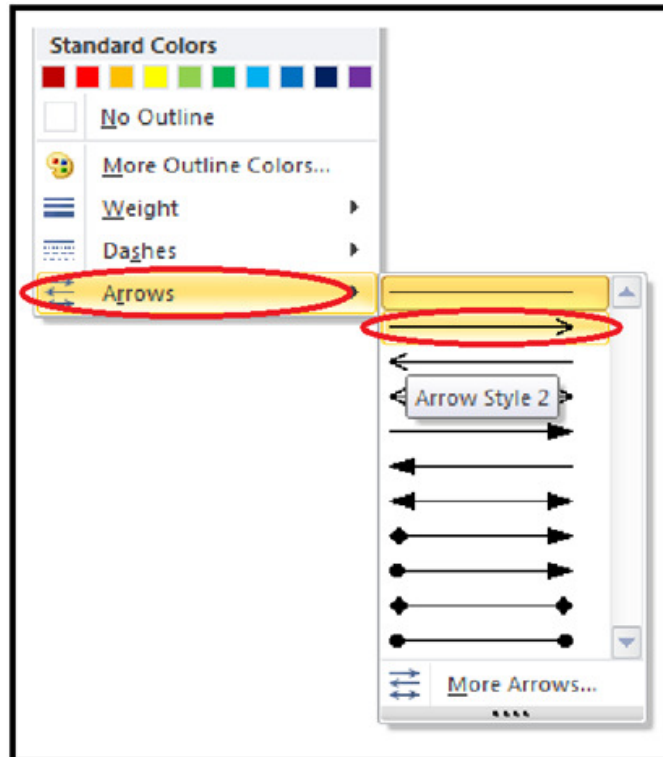 Standard Colors
No Outline
More Outline Colors...
Weight
Dashes
Arrows
Arrow Style 2
More Arrows...